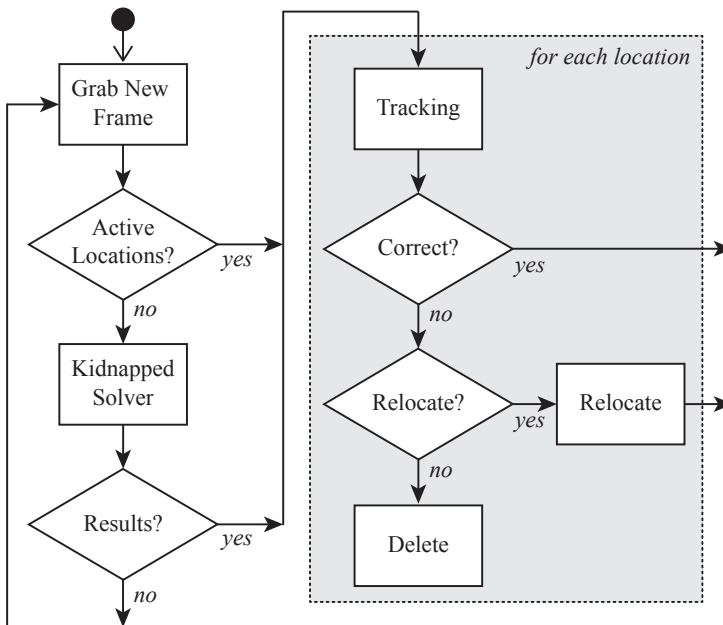 Grab New
Frame
Active
Locations?
yes
no
Kidnapped
Solver
Results?
yes
no
for each location
Tracking
Correct?
yes
no
Relocate?
yes
Relocate
no
Delete